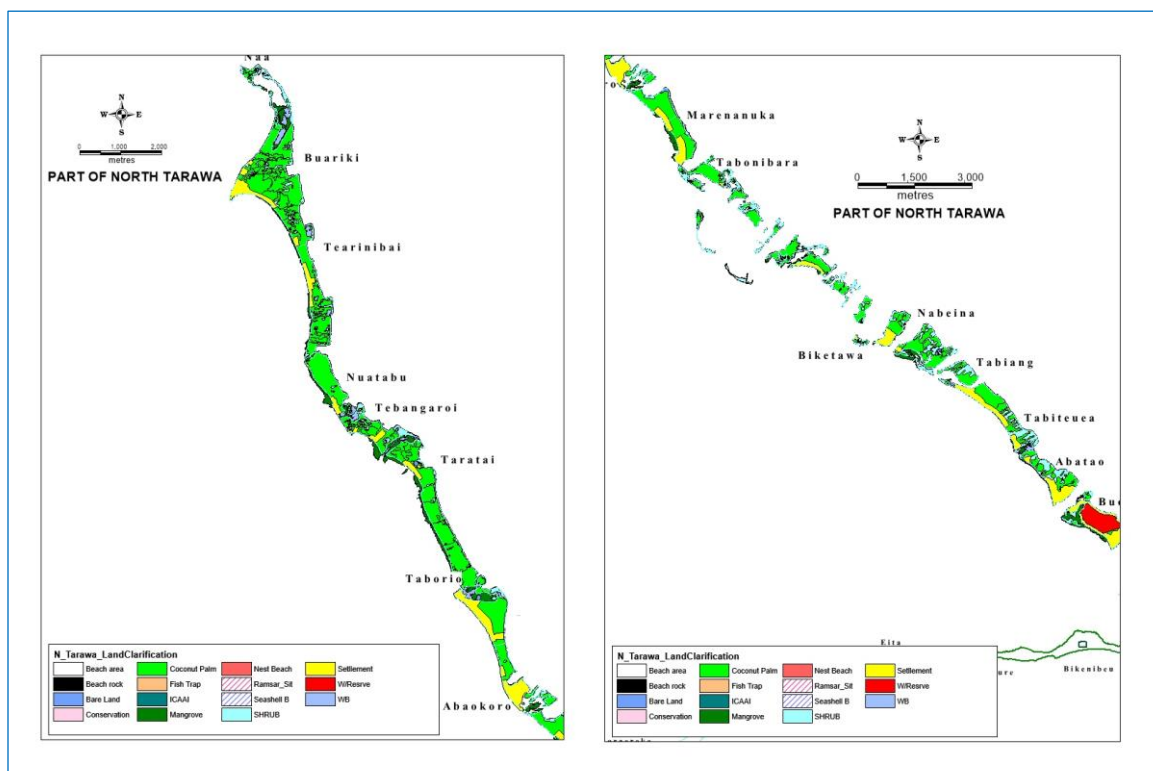 Naa
N
W E
S
0 1,000 2,000
metres
PART OF NORTH TARAWA
Buariki
Tearinibai
Nuatabu
Tebangaroi
Taratai
Taborio
Abaokoro
N_Tarawa_LandClarification
Beach area Coconut Palm Nest Beach Settlement
Beach rock Fish Trap Ramsar_Sit W/Resrve
Bare Land ICAAI Seashell B WB
Conservation Mangrove SHRUB
Marenanuka
N
W E
S
Tabonibara
0 1,500 3,000
metres
PART OF NORTH TARAWA
Nabeina
Biketawa
Tabiang
Tabiteuea
Abatao
Eita
Bikenibeu
N_Tarawa_LandClarification
Beach area Coconut Palm Nest Beach Settlement
Beach rock Fish Trap Ramsar_Sit W/Resrve
Bare Land ICAAI Seashell B WB
Conservation Mangrove SHRUB